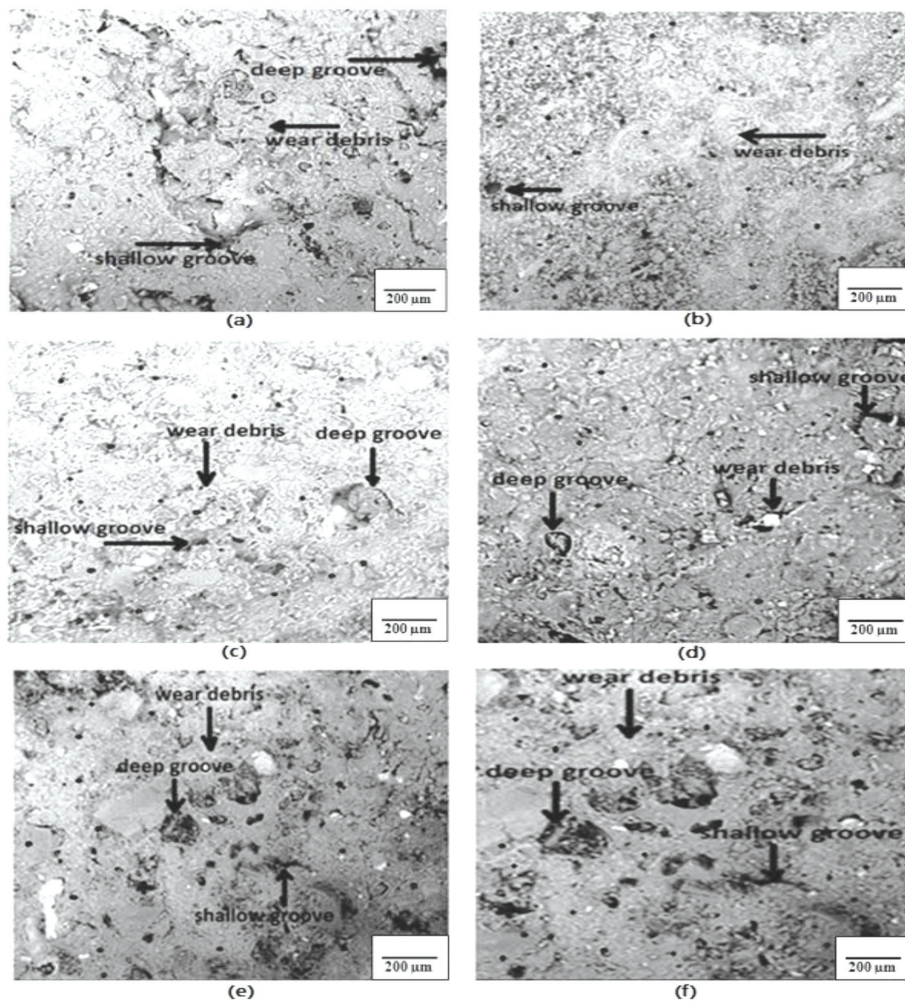 deep groove
wear debris
shallow groove
200 µm
(a)
wear debris
shallow groove
200 µm
(b)
wear debris
deep groove
shallow groove
200 µm
(c)
shallow groove
wear debris
deep groove
200 µm
(d)
wear debris
deep groove
shallow groove
200 µm
(e)
wear debris
deep groove
shallow groove
200 µm
(f)